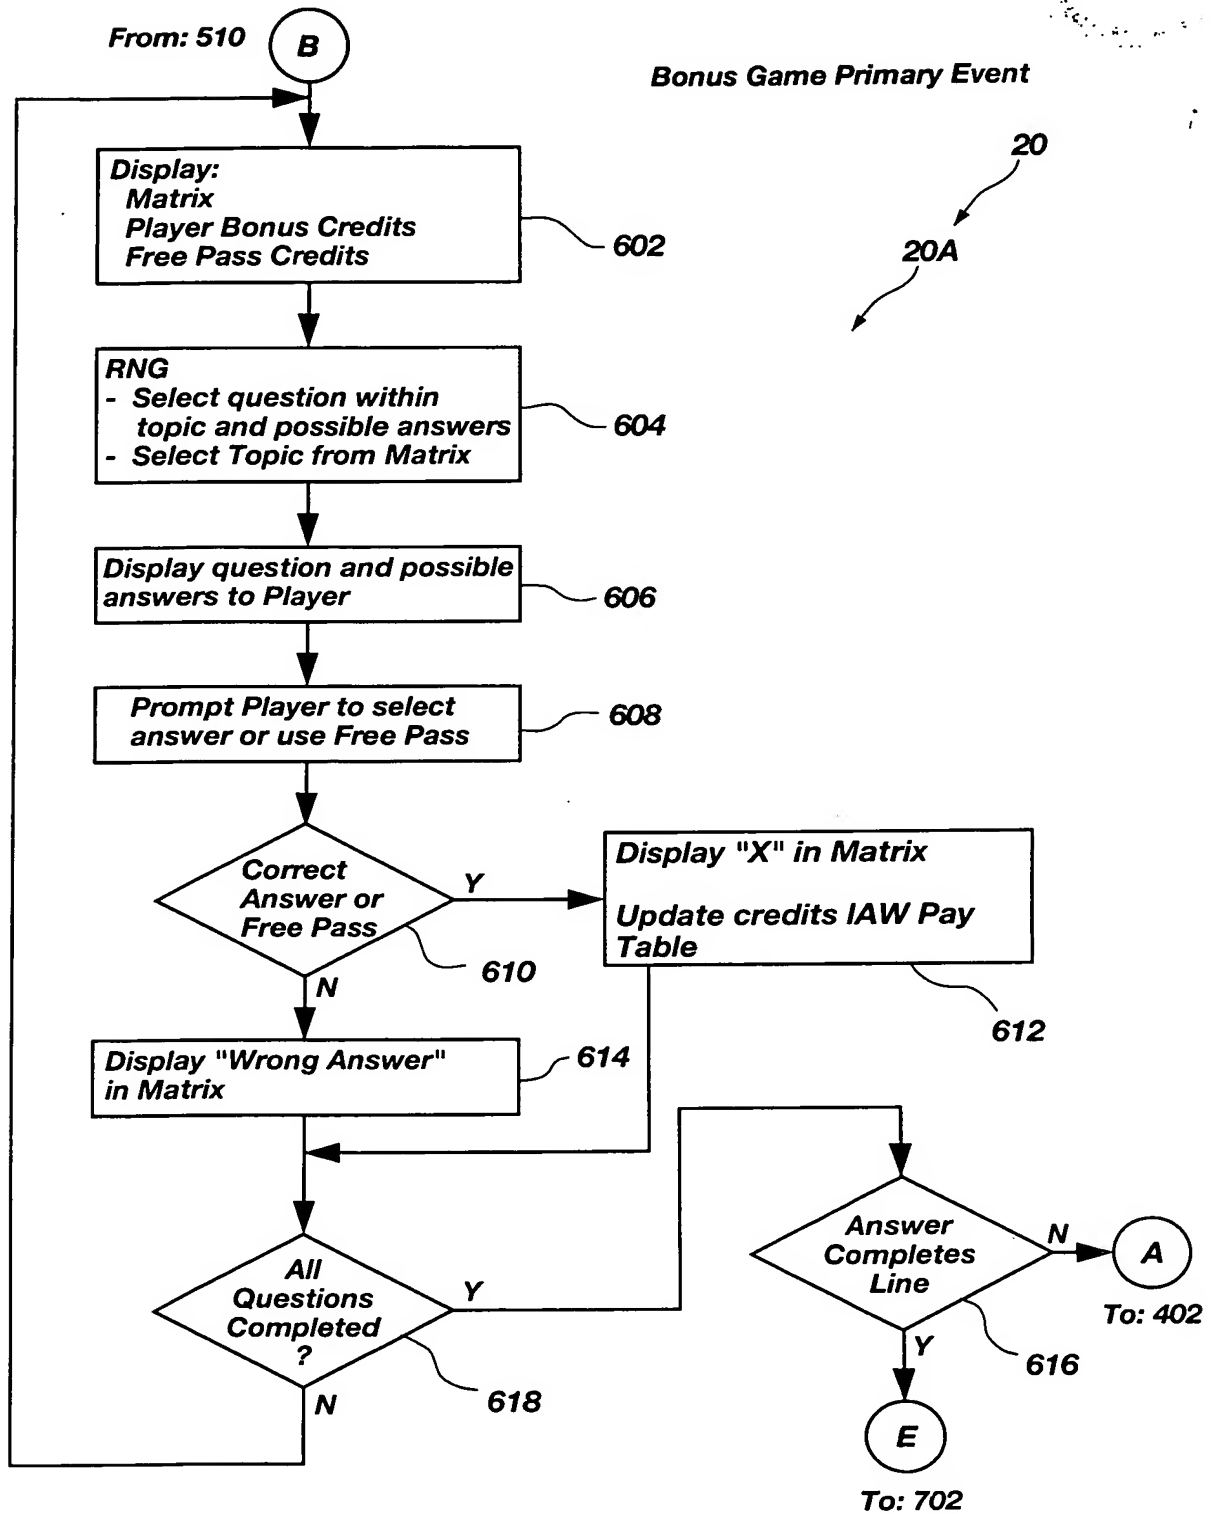 From: 510
B
Bonus Game Primary Event
20
20A
Display:
Matrix
Player Bonus Credits
Free Pass Credits
602
RNG
- Select question within
topic and possible answers
- Select Topic from Matrix
604
Display question and possible
answers to Player
606
Prompt Player to select
answer or use Free Pass
608
Correct
Answer or
Free Pass
Y
610
N
Display "X" in Matrix
Update credits IAW Pay
Table
612
Display "Wrong Answer"
in Matrix
614
All
Questions
Completed
?
Y
618
N
Answer
Completes
Line
N
A
To: 402
616
Y
E
To: 702